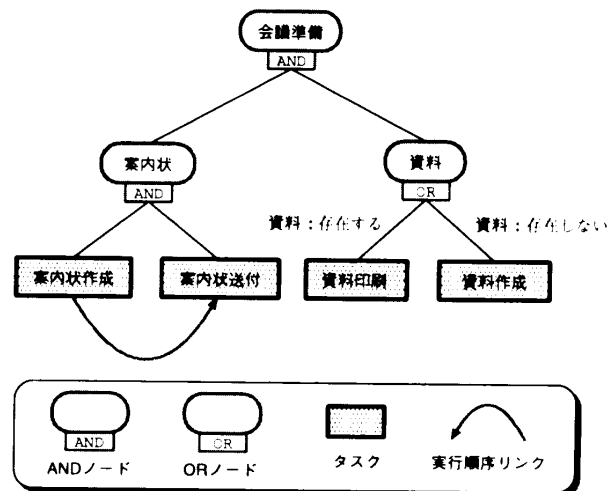 会議準備
AND
案内状
AND
資料
OR
資料：存在する
資料：存在しない
案内状作成
案内状送付
資料印刷
資料作成
AND
OR
ANDノード
ORノード
タスク
実行順序リンク